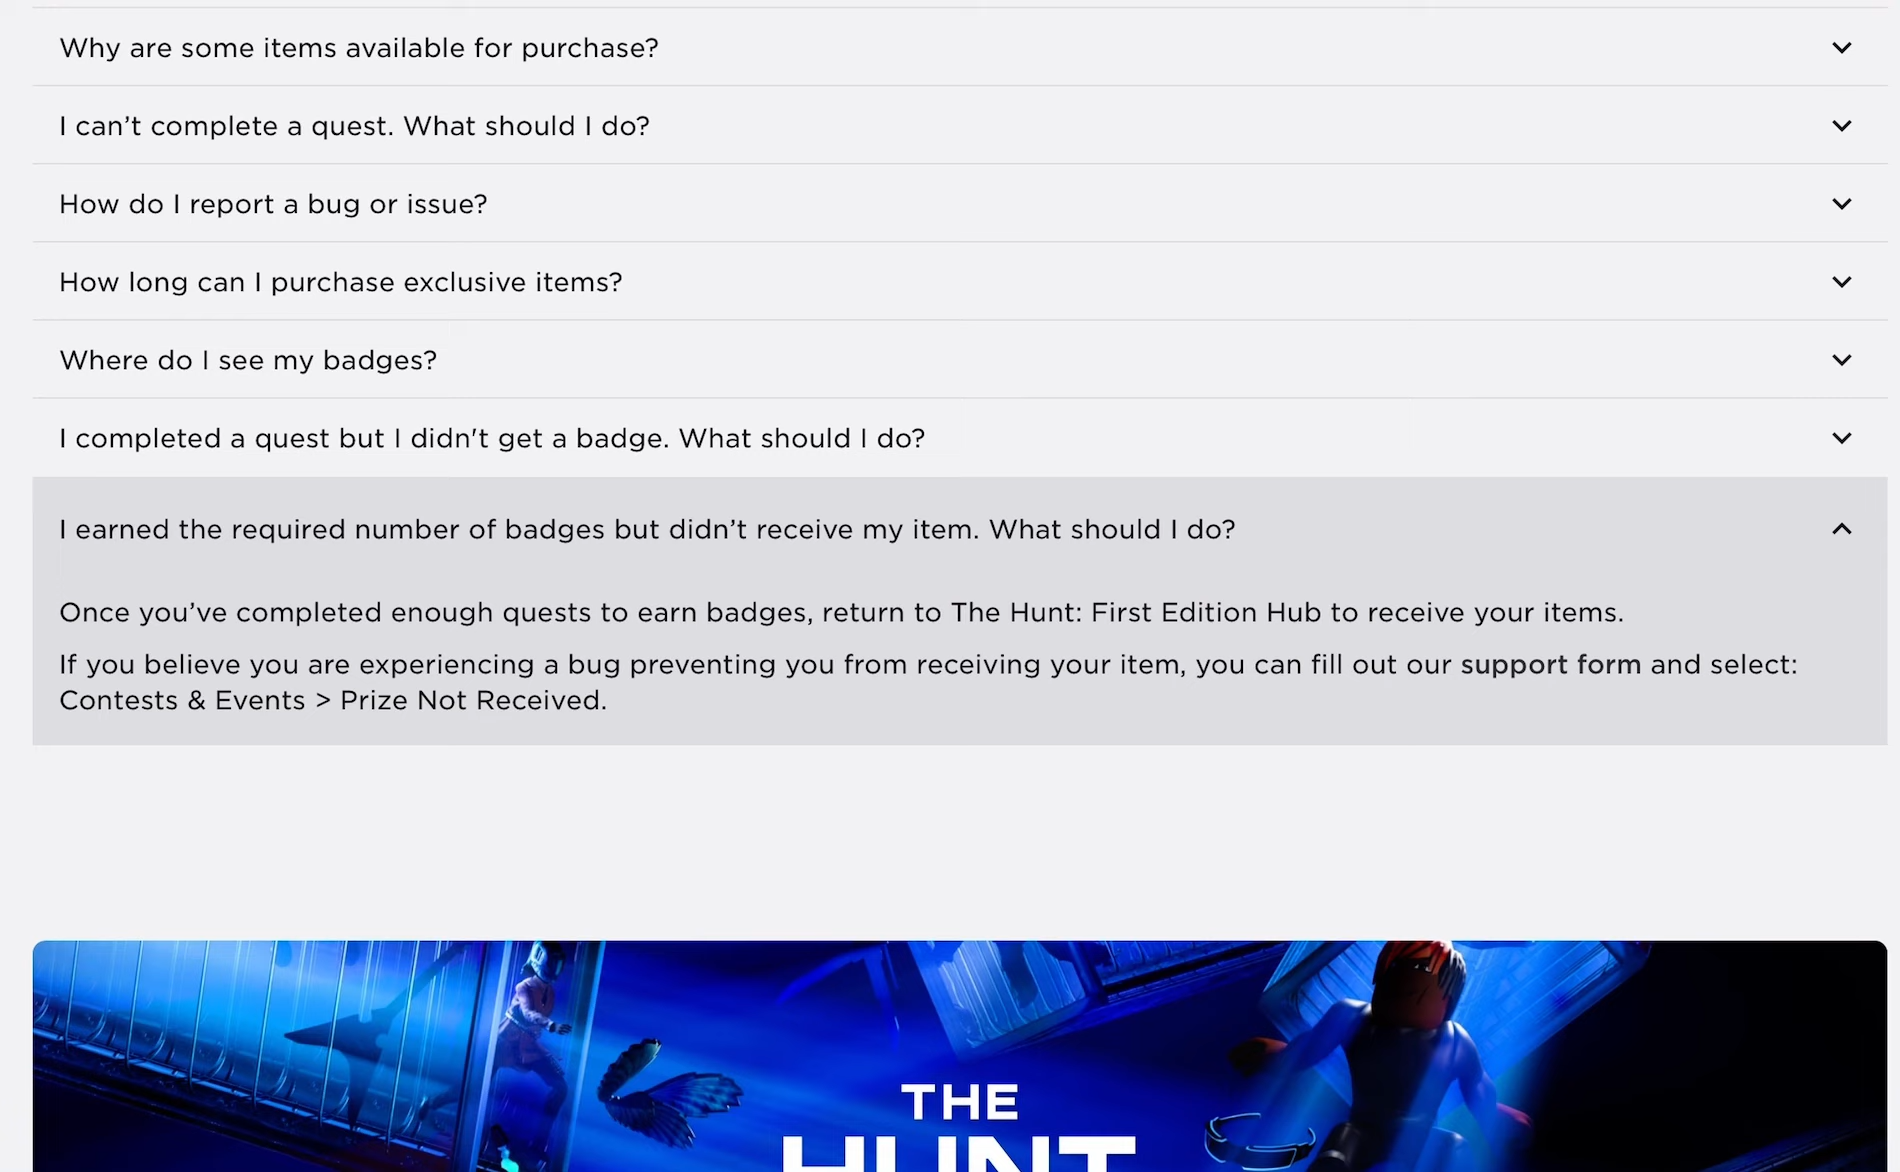 Why are some items available for purchase?
I can’t complete a quest. What should I do?
How do I report a bug or issue?
How long can I purchase exclusive items?
Where do I see my badges?
I completed a quest but I didn't get a badge. What should I do?
I earned the required number of badges but didn’t receive my item. What should I do?
Once you’ve completed enough quests to earn badges, return to The Hunt: First Edition Hub to receive your items.
If you believe you are experiencing a bug preventing you from receiving your item, you can fill out our support form and select:
Contests & Events > Prize Not Received.
THE
HUNT